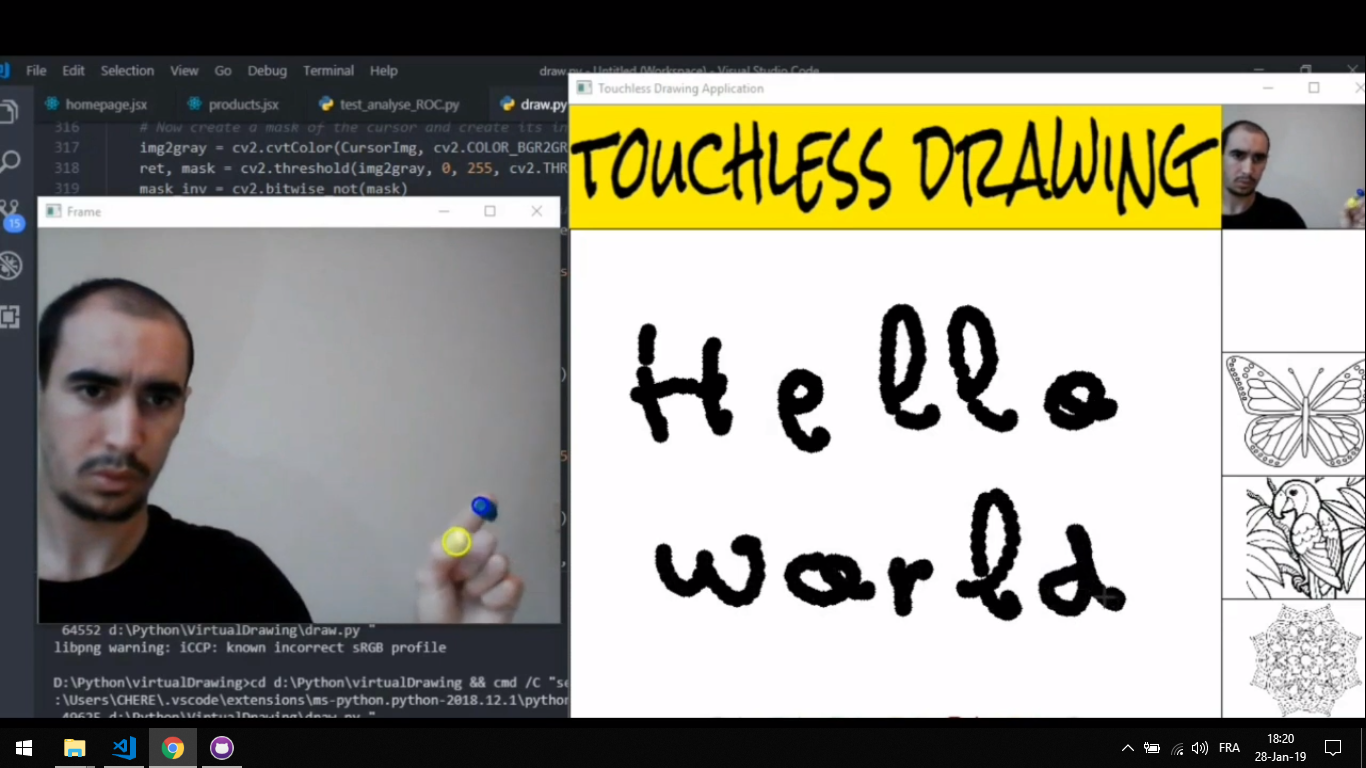 File Edit Selection View Go Debug Terminal Help
draw.py - Untitled (Workspace) - Visual Studio Code
homepage.jsx products.jsx test_analyse_ROC.py draw.py
316 # Now create a mask of the cursor and create its in
317 img2gray = cv2.cvtColor(CursorImg, cv2.COLOR_BGR2GR
318 ret, mask = cv2.threshold(img2gray, 0, 255, cv2.THR
319 mask_inv = cv2.bitwise_not(mask)
15
Frame
Touchless Drawing Application
TOUCHLESS DRAWING
Hello
World
64552 d:\Python\VirtualDrawing\draw.py "
libpng warning: iCCP: known incorrect sRGB profile
D:\Python\virtualDrawing>cd d:\Python\virtualDrawing && cmd /C "se
:\Users\CHERE\.vscode\extensions\ms-python.python-2018.12.1\python
49625 d:\Python\VirtualDrawing\draw.py "
FRA
18:20
28-Jan-19